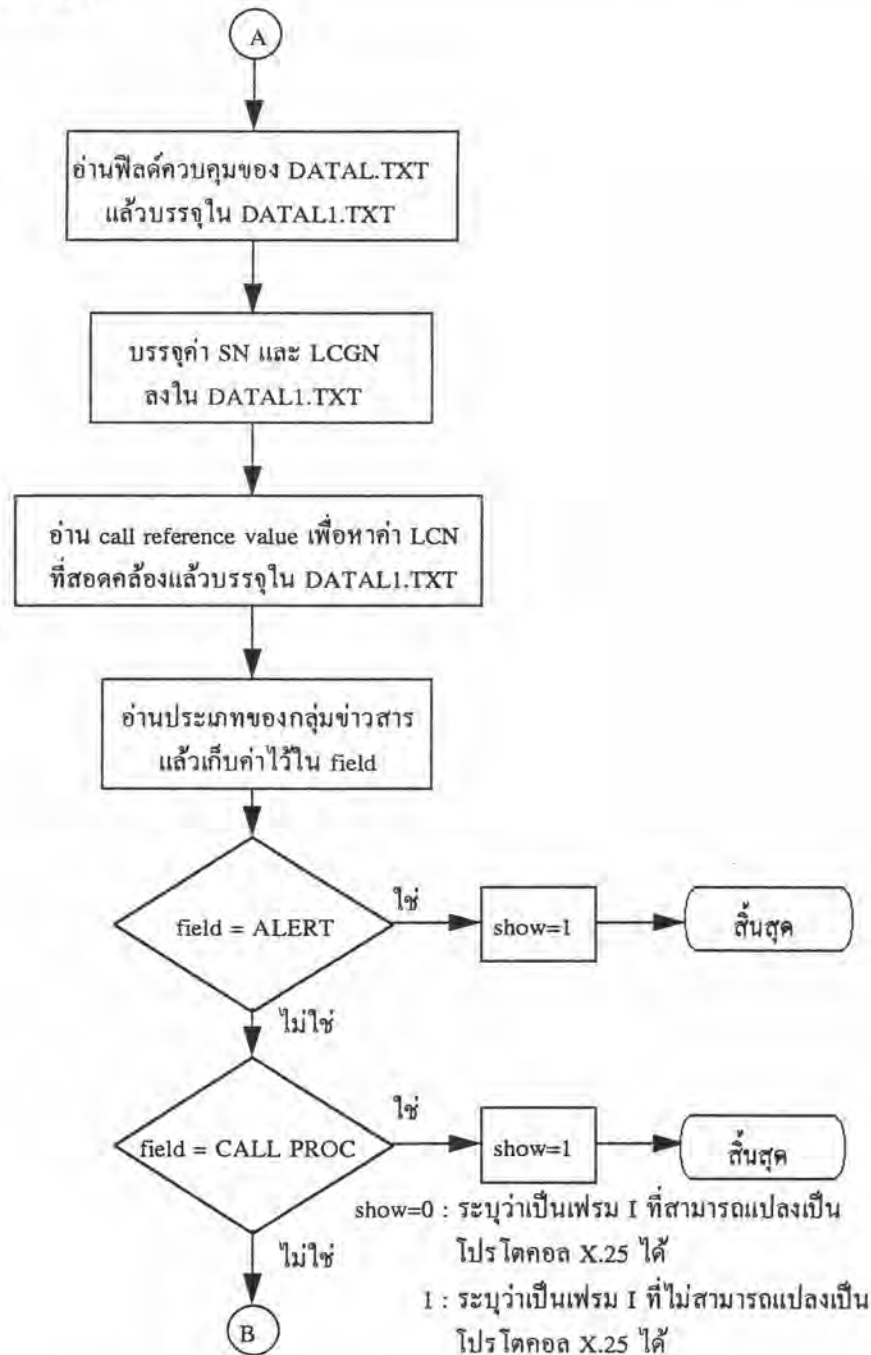 A
อ่านฟิลด์ควบคุมของ DATAL.TXT
แล้วบรรจุใน DATAL1.TXT
บรรจุค่า SN และ LCGN
ลงใน DATAL1.TXT
อ่าน call reference value เพื่อหาค่า LCN
ที่สอดคล้องแล้วบรรจุใน DATAL1.TXT
อ่านประเภทของกลุ่มข่าวสาร
แล้วเก็บค่าไว้ใน field
field = ALERT
ใช่
show=1
สิ้นสุด
ไม่ใช่
field = CALL PROC
ใช่
show=1
สิ้นสุด
ไม่ใช่
B
show=0 : ระบุว่าเป็นเฟรม I ที่สามารถแปลงเป็น
โปรโตคอล X.25 ได้
1 : ระบุว่าเป็นเฟรม I ที่ไม่สามารถแปลงเป็น
โปรโตคอล X.25 ได้